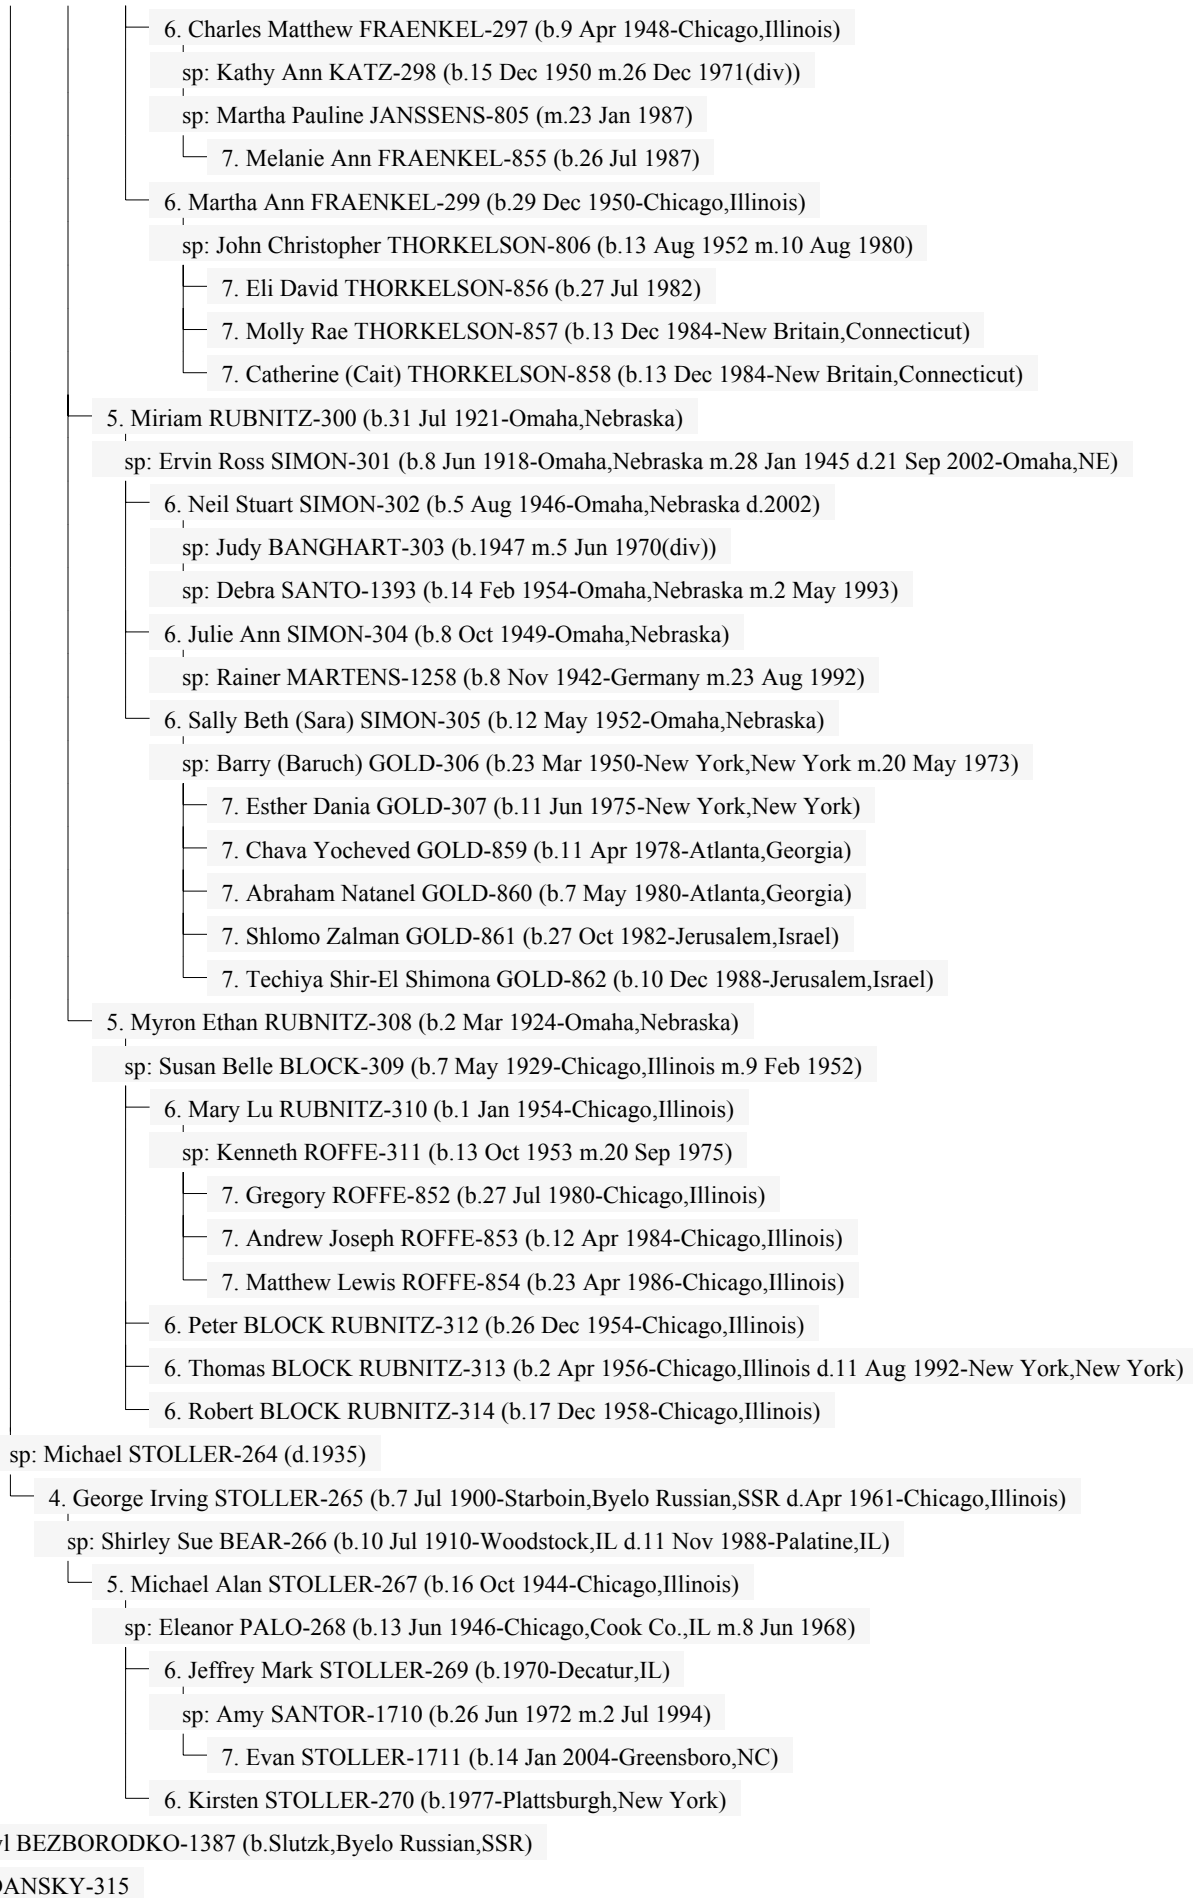 6. Charles Matthew FRAENKEL-297 (b.9 Apr 1948-Chicago,Illinois)
sp: Kathy Ann KATZ-298 (b.15 Dec 1950 m.26 Dec 1971(div))
sp: Martha Pauline JANSSENS-805 (m.23 Jan 1987)
7. Melanie Ann FRAENKEL-855 (b.26 Jul 1987)
6. Martha Ann FRAENKEL-299 (b.29 Dec 1950-Chicago,Illinois)
sp: John Christopher THORKELSON-806 (b.13 Aug 1952 m.10 Aug 1980)
7. Eli David THORKELSON-856 (b.27 Jul 1982)
7. Molly Rae THORKELSON-857 (b.13 Dec 1984-New Britain,Connecticut)
7. Catherine (Cait) THORKELSON-858 (b.13 Dec 1984-New Britain,Connecticut)
5. Miriam RUBNITZ-300 (b.31 Jul 1921-Omaha,Nebraska)
sp: Ervin Ross SIMON-301 (b.8 Jun 1918-Omaha,Nebraska m.28 Jan 1945 d.21 Sep 2002-Omaha,NE)
6. Neil Stuart SIMON-302 (b.5 Aug 1946-Omaha,Nebraska d.2002)
sp: Judy BANGHART-303 (b.1947 m.5 Jun 1970(div))
sp: Debra SANTO-1393 (b.14 Feb 1954-Omaha,Nebraska m.2 May 1993)
6. Julie Ann SIMON-304 (b.8 Oct 1949-Omaha,Nebraska)
sp: Rainer MARTENS-1258 (b.8 Nov 1942-Germany m.23 Aug 1992)
6. Sally Beth (Sara) SIMON-305 (b.12 May 1952-Omaha,Nebraska)
sp: Barry (Baruch) GOLD-306 (b.23 Mar 1950-New York,New York m.20 May 1973)
7. Esther Dania GOLD-307 (b.11 Jun 1975-New York,New York)
7. Chava Yocheved GOLD-859 (b.11 Apr 1978-Atlanta,Georgia)
7. Abraham Natanel GOLD-860 (b.7 May 1980-Atlanta,Georgia)
7. Shlomo Zalman GOLD-861 (b.27 Oct 1982-Jerusalem,Israel)
7. Techiya Shir-El Shimona GOLD-862 (b.10 Dec 1988-Jerusalem,Israel)
5. Myron Ethan RUBNITZ-308 (b.2 Mar 1924-Omaha,Nebraska)
sp: Susan Belle BLOCK-309 (b.7 May 1929-Chicago,Illinois m.9 Feb 1952)
6. Mary Lu RUBNITZ-310 (b.1 Jan 1954-Chicago,Illinois)
sp: Kenneth ROFFE-311 (b.13 Oct 1953 m.20 Sep 1975)
7. Gregory ROFFE-852 (b.27 Jul 1980-Chicago,Illinois)
7. Andrew Joseph ROFFE-853 (b.12 Apr 1984-Chicago,Illinois)
7. Matthew Lewis ROFFE-854 (b.23 Apr 1986-Chicago,Illinois)
6. Peter BLOCK RUBNITZ-312 (b.26 Dec 1954-Chicago,Illinois)
6. Thomas BLOCK RUBNITZ-313 (b.2 Apr 1956-Chicago,Illinois d.11 Aug 1992-New York,New York)
6. Robert BLOCK RUBNITZ-314 (b.17 Dec 1958-Chicago,Illinois)
sp: Michael STOLLER-264 (d.1935)
4. George Irving STOLLER-265 (b.7 Jul 1900-Starboin,Byelo Russian,SSR d.Apr 1961-Chicago,Illinois)
sp: Shirley Sue BEAR-266 (b.10 Jul 1910-Woodstock,IL d.11 Nov 1988-Palatine,IL)
5. Michael Alan STOLLER-267 (b.16 Oct 1944-Chicago,Illinois)
sp: Eleanor PALO-268 (b.13 Jun 1946-Chicago,Cook Co.,IL m.8 Jun 1968)
6. Jeffrey Mark STOLLER-269 (b.1970-Decatur,IL)
sp: Amy SANTOR-1710 (b.26 Jun 1972 m.2 Jul 1994)
7. Evan STOLLER-1711 (b.14 Jan 2004-Greensboro,NC)
6. Kirsten STOLLER-270 (b.1977-Plattsburgh,New York)
BEZBORODKO-1387 (b.Slutzk,Byelo Russian,SSR)
DANSKY-315